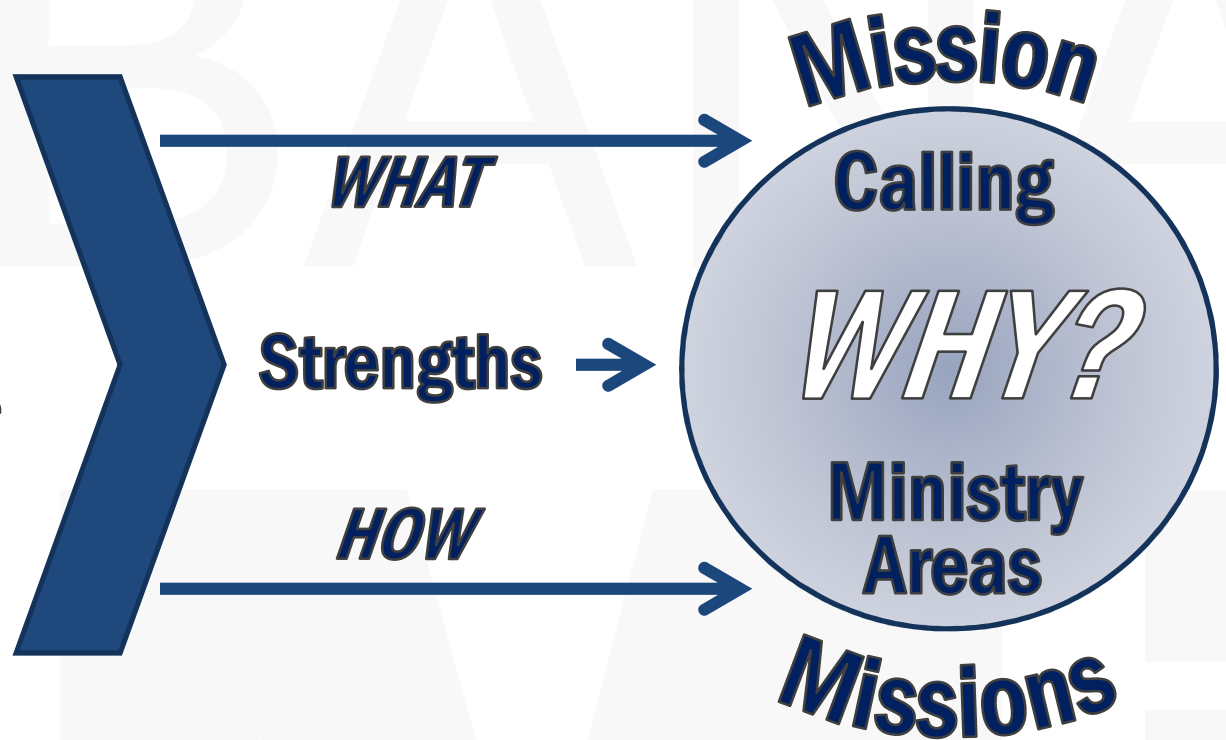 Mission
Calling
WHAT
WHY?
Strengths
HOW
Ministry
Areas
Missions